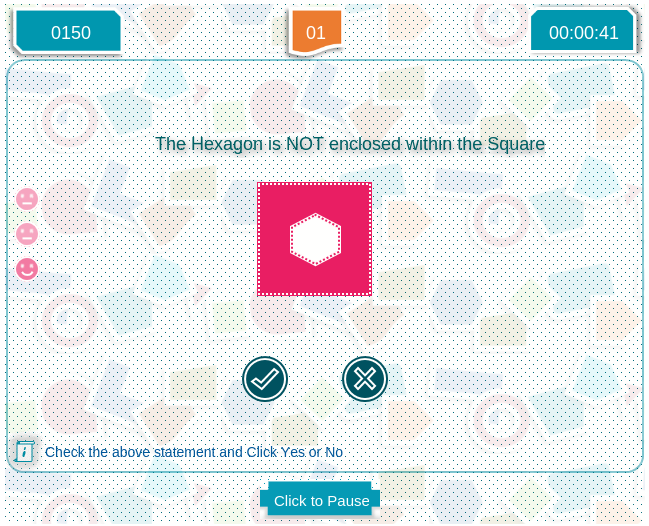 0150
01
00:00:41
The Hexagon is NOT enclosed within the Square
i
Check the above statement and Click Yes or No
Click to Pause